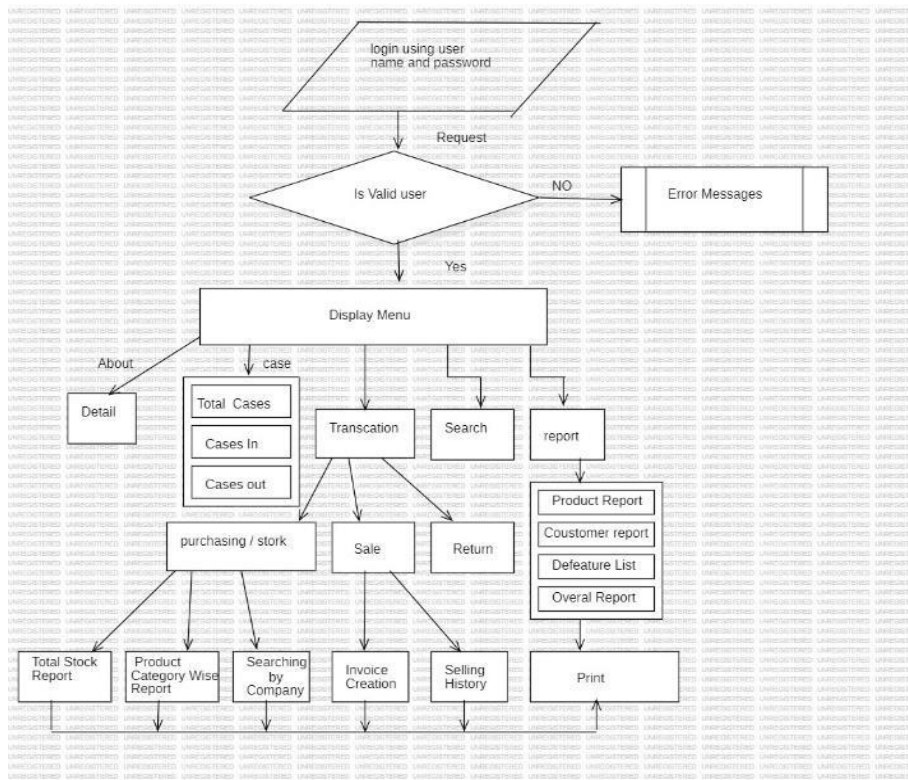 login using user
name and password
Request
Is Valid user
NO
Error Messages
Yes
Display Menu
About
case
Detail
Total Cases
Cases In
Cases out
Transcation
Search
report
purchasing / stork
Sale
Return
Product Report
Coustomer report
Defeature List
Overal Report
Total Stock
Report
Product
Category Wise
Report
Searching
by
Company
Invoice
Creation
Selling
History
Print
UNREGISTERED